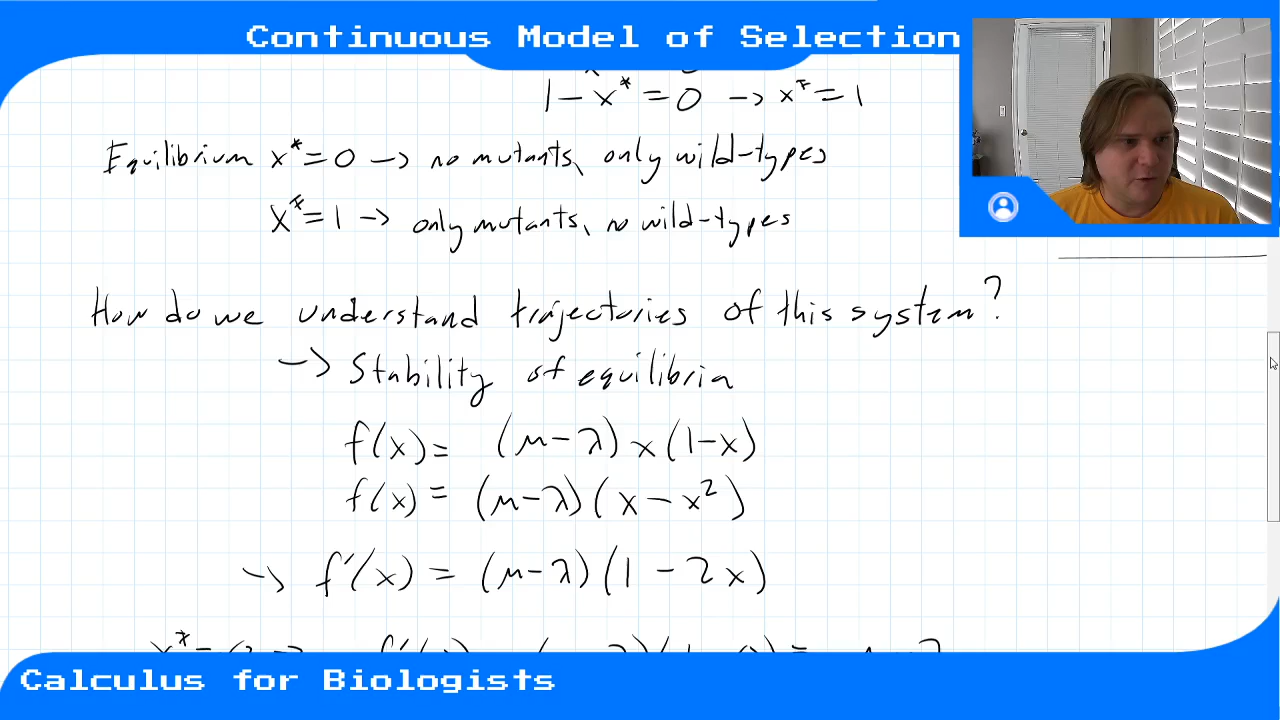 Continuous Model of Selection
1 - x* = 0 -> x* = 1
Equilibrium x* = 0 -> no mutants, only wild-types
x* = 1 -> only mutants, no wild-types
How do we understand trajectories of this system?
-> Stability of equilibria
f(x) = (μ-λ) x (1-x)
f(x) = (μ-λ)(x - x²)
-> f'(x) = (μ-λ)(1 - 2x)
Calculus for Biologists